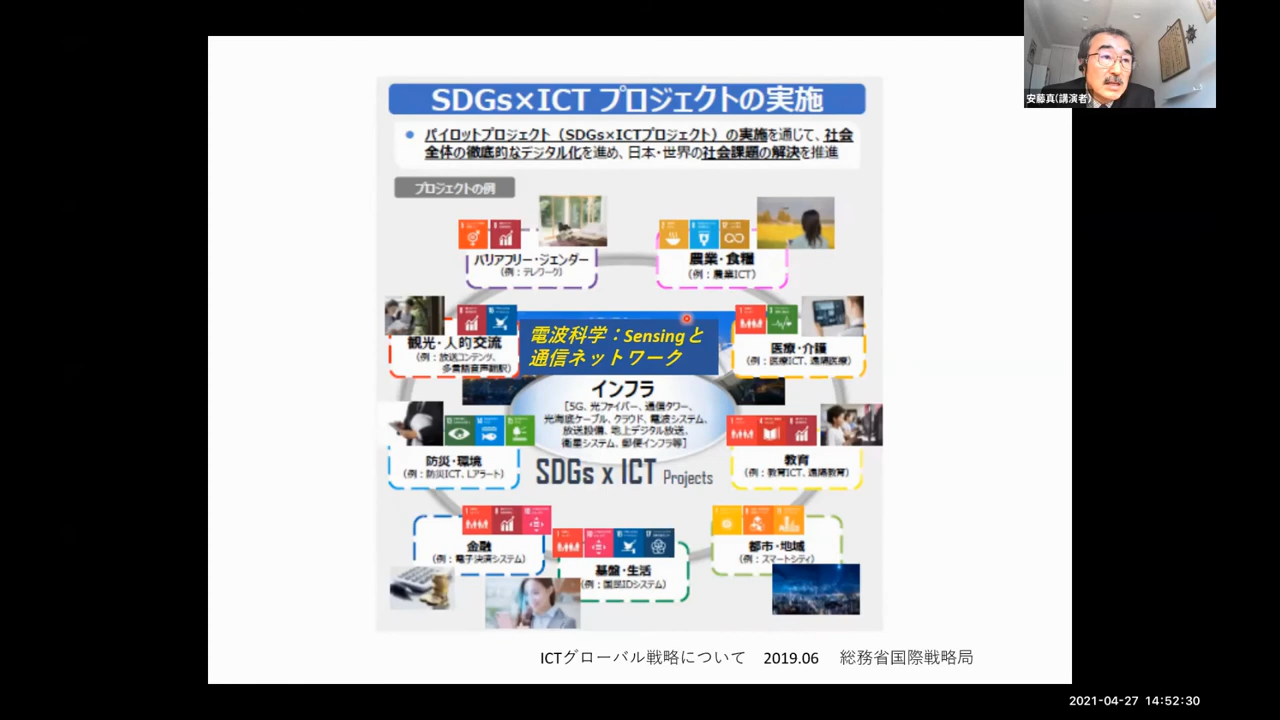 安藤真(講演者)
SDGs×ICT プロジェクトの実施
● パイロットプロジェクト（SDGs×ICTプロジェクト）の実施を通じて、社会
全体の徹底的なデジタル化を進め、日本・世界の社会課題の解決を推進
プロジェクトの例
バリアフリー・ジェンダー
（例：テレワーク）
農業・食糧
（例：農業ICT）
観光・人的交流
（例：放送コンテンツ、
多言語音声翻訳）
電波科学：Sensingと
通信ネットワーク
医療・介護
（例：医療ICT、遠隔医療）
インフラ
［5G、光ファイバー、通信タワー、
光海底ケーブル、クラウド、電波システム、
放送設備、地上デジタル放送、
衛星システム、郵便インフラ等］
防災・環境
（例：防災ICT、Lアラート）
SDGs x ICT Projects
教育
（例：教育ICT、遠隔教育）
金融
（例：電子決済システム）
基盤・生活
（例：国民IDシステム）
都市・地域
（例：スマートシティ）
ICTグローバル戦略について　2019.06　総務省国際戦略局
2021-04-27 14:52:30